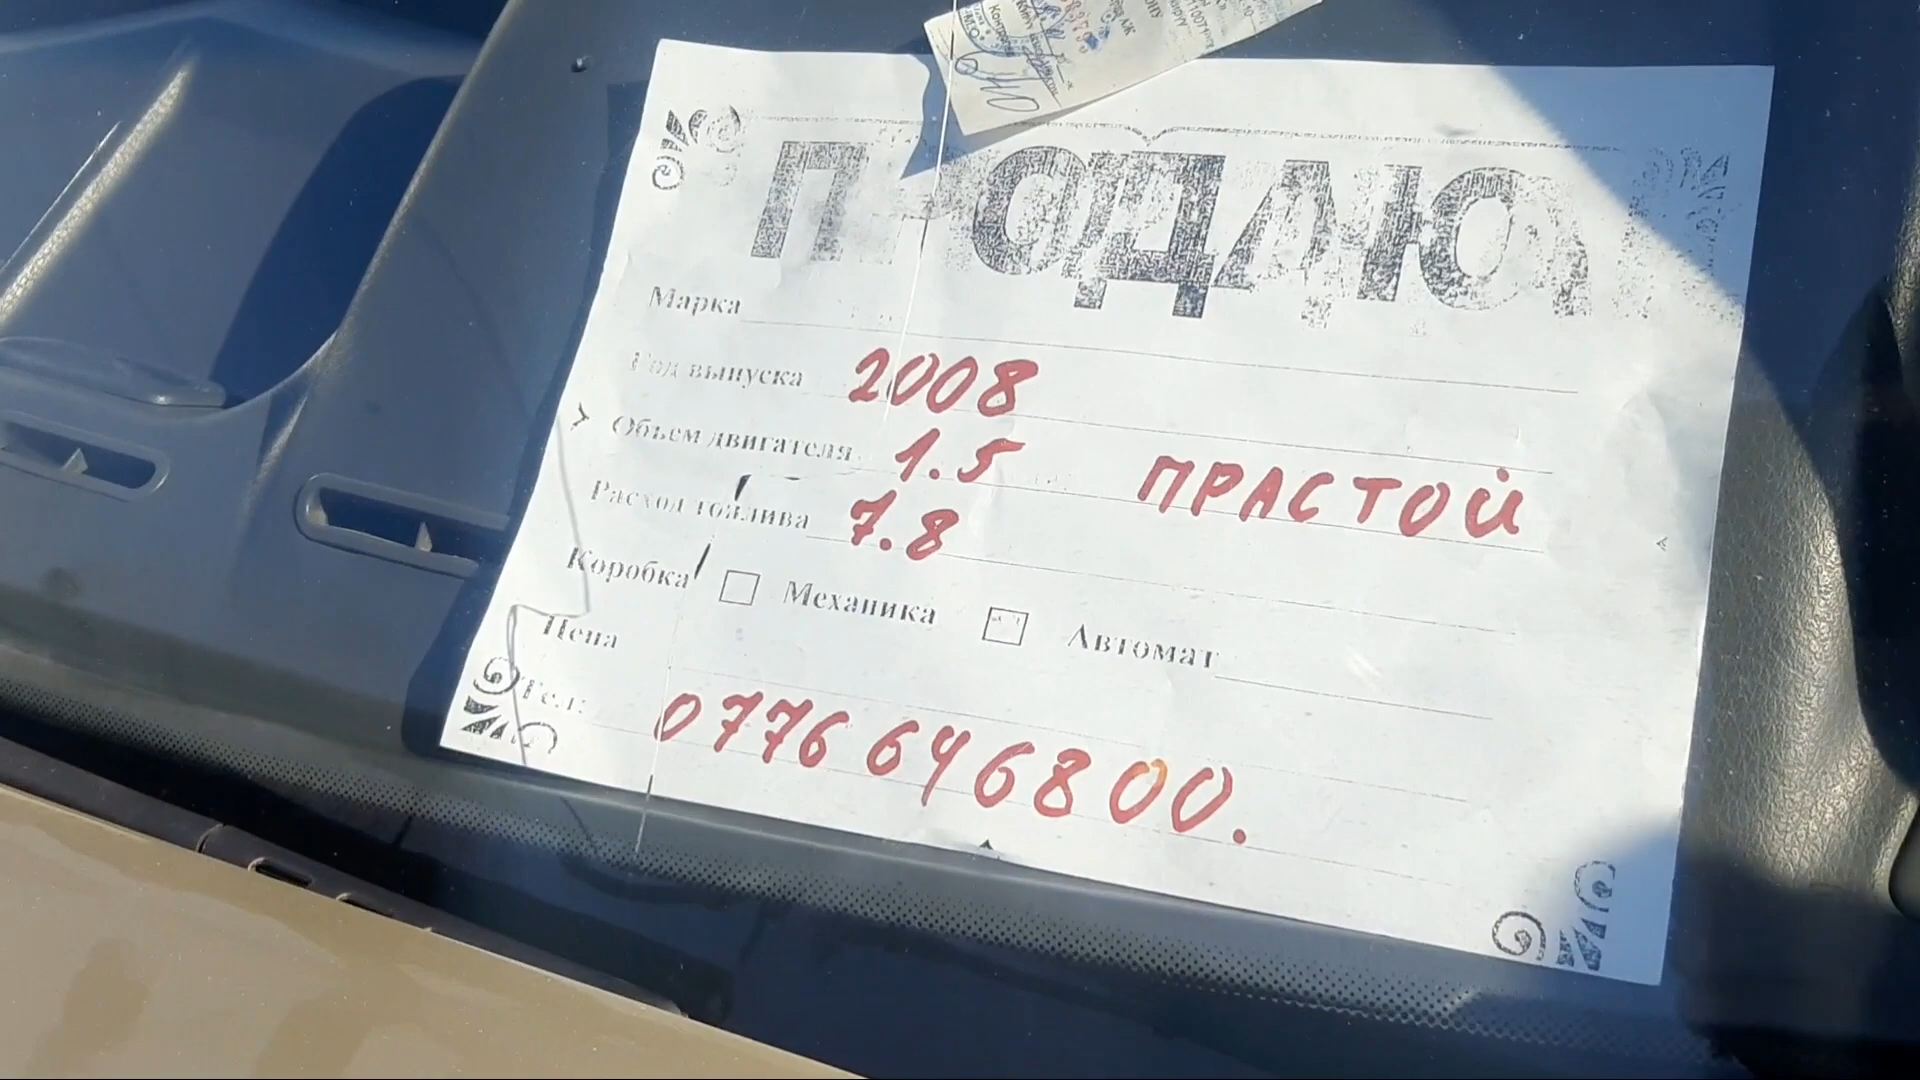 ПРОДАЮ
Марка
Год выпуска 2008
Объем двигателя 1.5 ПРАСТОЙ
Расход топлива 7.8
Коробка Механика Автомат
Цена
Тел: 0776 646800.